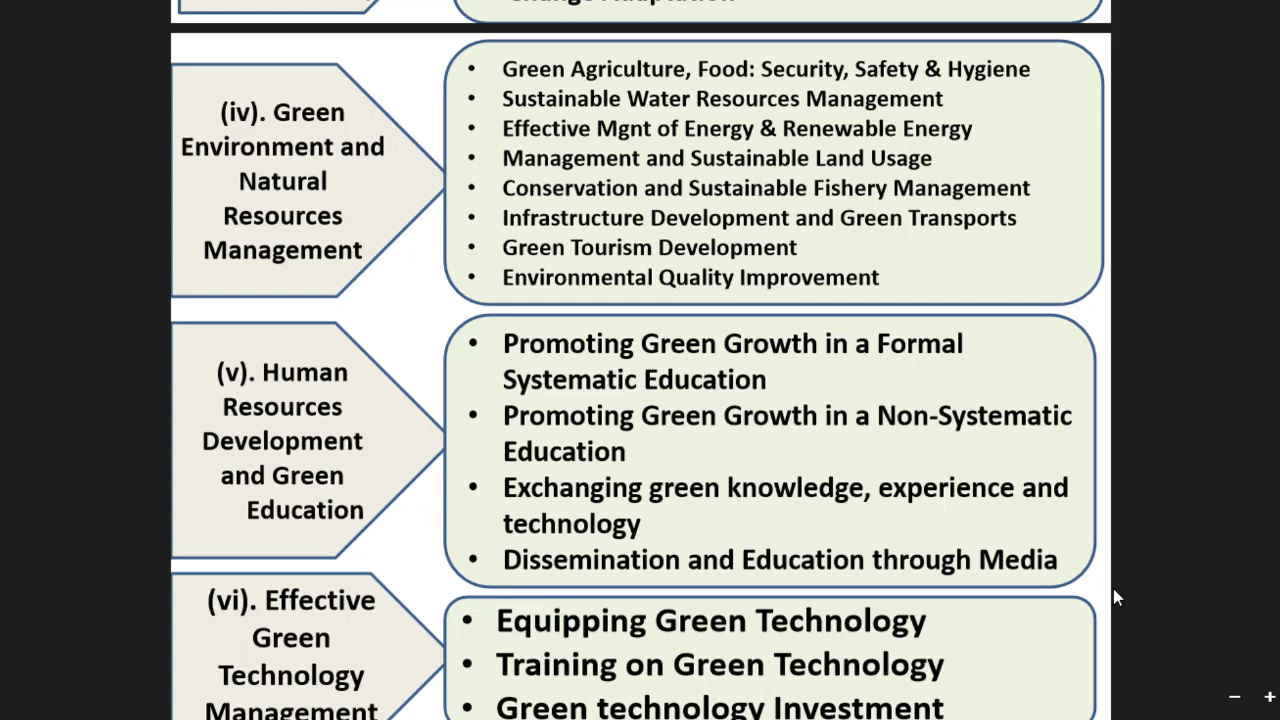 Change Adaptation
(iv). Green
Environment and
Natural
Resources
Management
• Green Agriculture, Food: Security, Safety & Hygiene
• Sustainable Water Resources Management
• Effective Mgnt of Energy & Renewable Energy
• Management and Sustainable Land Usage
• Conservation and Sustainable Fishery Management
• Infrastructure Development and Green Transports
• Green Tourism Development
• Environmental Quality Improvement
(v). Human
Resources
Development
and Green
Education
• Promoting Green Growth in a Formal
Systematic Education
• Promoting Green Growth in a Non-Systematic
Education
• Exchanging green knowledge, experience and
technology
• Dissemination and Education through Media
(vi). Effective
Green
Technology
Management
• Equipping Green Technology
• Training on Green Technology
• Green technology Investment